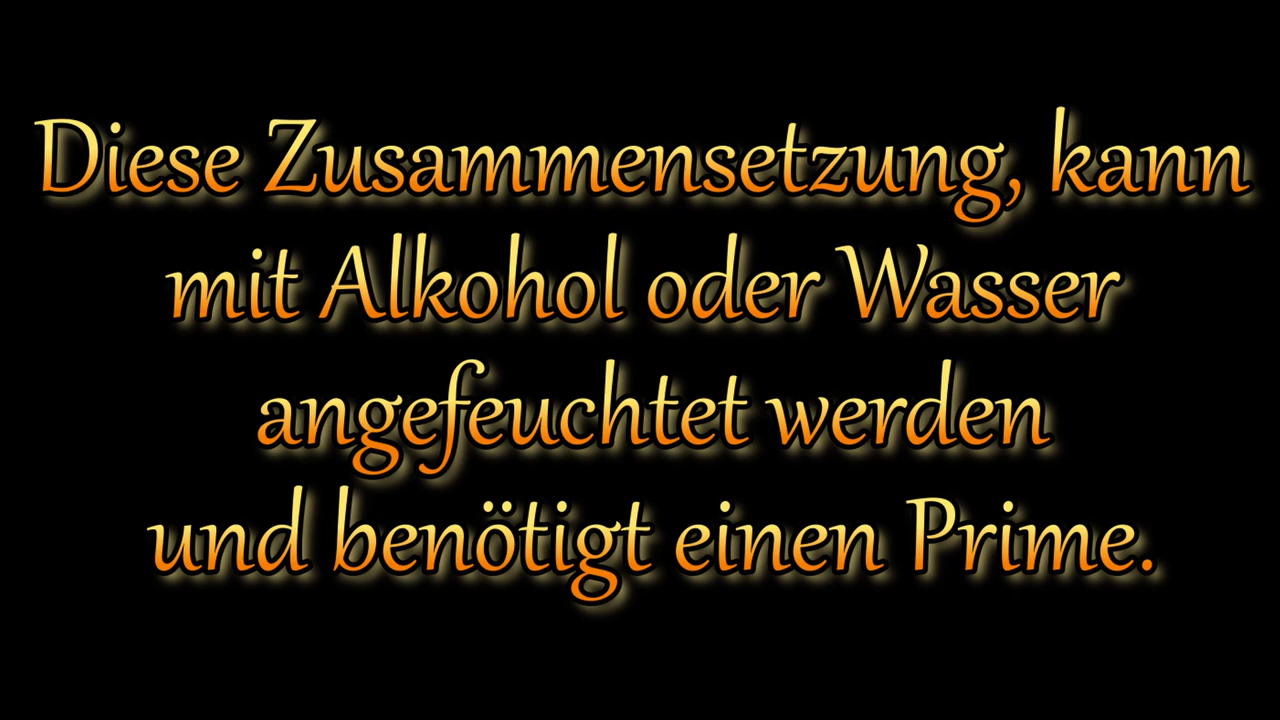 Diese Zusammensetzung, kann
mit Alkohol oder Wasser
angefeuchtet werden
und benötigt einen Prime.